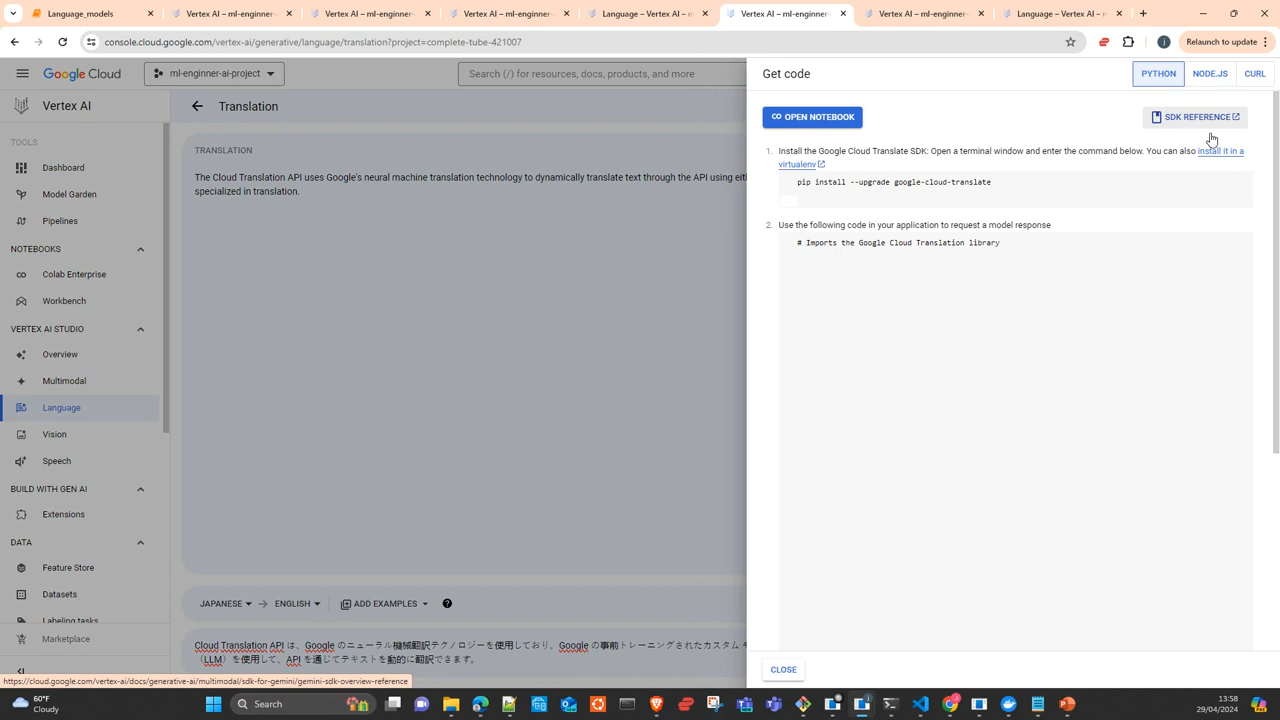 Language_models
Vertex AI – ml-enginner-
Vertex AI – ml-enginner-
Vertex AI – ml-enginner-
Language – Vertex AI – m
Vertex AI – ml-enginner-
Vertex AI – ml-enginner-
Language – Vertex AI – m
console.cloud.google.com/vertex-ai/generative/language/translation?project=complete-tube-421007
Relaunch to update
Google Cloud
ml-enginner-ai-project
Search (/) for resources, docs, products, and more
Vertex AI
TOOLS
Dashboard
Model Garden
Pipelines
NOTEBOOKS
Colab Enterprise
Workbench
VERTEX AI STUDIO
Overview
Multimodal
Language
Vision
Speech
BUILD WITH GEN AI
Extensions
DATA
Feature Store
Datasets
Labeling tasks
Marketplace
Translation
TRANSLATION
The Cloud Translation API uses Google's neural machine translation technology to dynamically translate text through the API using eith
specialized in translation.
JAPANESE
ENGLISH
ADD EXAMPLES
Cloud Translation API は、Google のニューラル機械翻訳テクノロジーを使用しており、Google の事前トレーニングされたカスタム モ
（LLM）を使用して、API を通じてテキストを動的に翻訳できます。
Get code
PYTHON
NODE.JS
CURL
OPEN NOTEBOOK
SDK REFERENCE
1. Install the Google Cloud Translate SDK: Open a terminal window and enter the command below. You can also install it in a
virtualenv
pip install --upgrade google-cloud-translate
2. Use the following code in your application to request a model response
# Imports the Google Cloud Translation library
CLOSE
https://cloud.google.com/vertex-ai/docs/generative-ai/multimodal/sdk-for-gemini/gemini-sdk-overview-reference
60°F
Cloudy
Search
13:58
29/04/2024